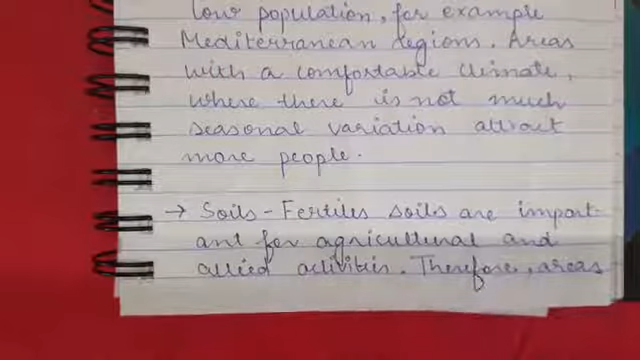 low population, for example
Mediterranean regions. Areas
with a comfortable climate,
where there is not much
seasonal variation attract
more people.
→ Soils - Fertiles soils are import-
ant for agricultural and
allied activities. Therefore, areas